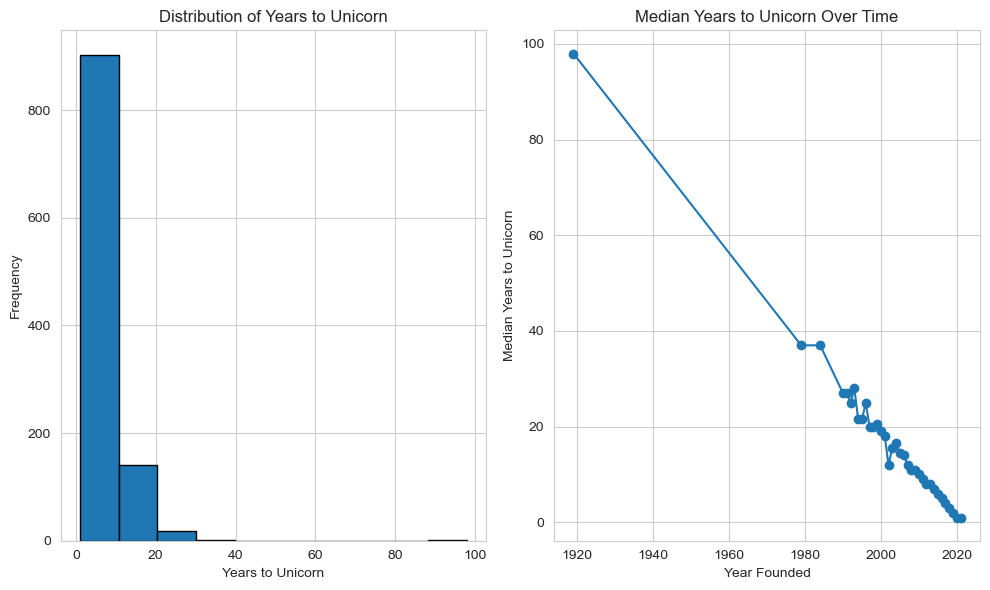 Distribution of Years to Unicorn
800
600
400
200
0
Frequency
0 20 40 60 80 100
Years to Unicorn
Median Years to Unicorn Over Time
100
80
60
40
20
0
Median Years to Unicorn
1920 1940 1960 1980 2000 2020
Year Founded